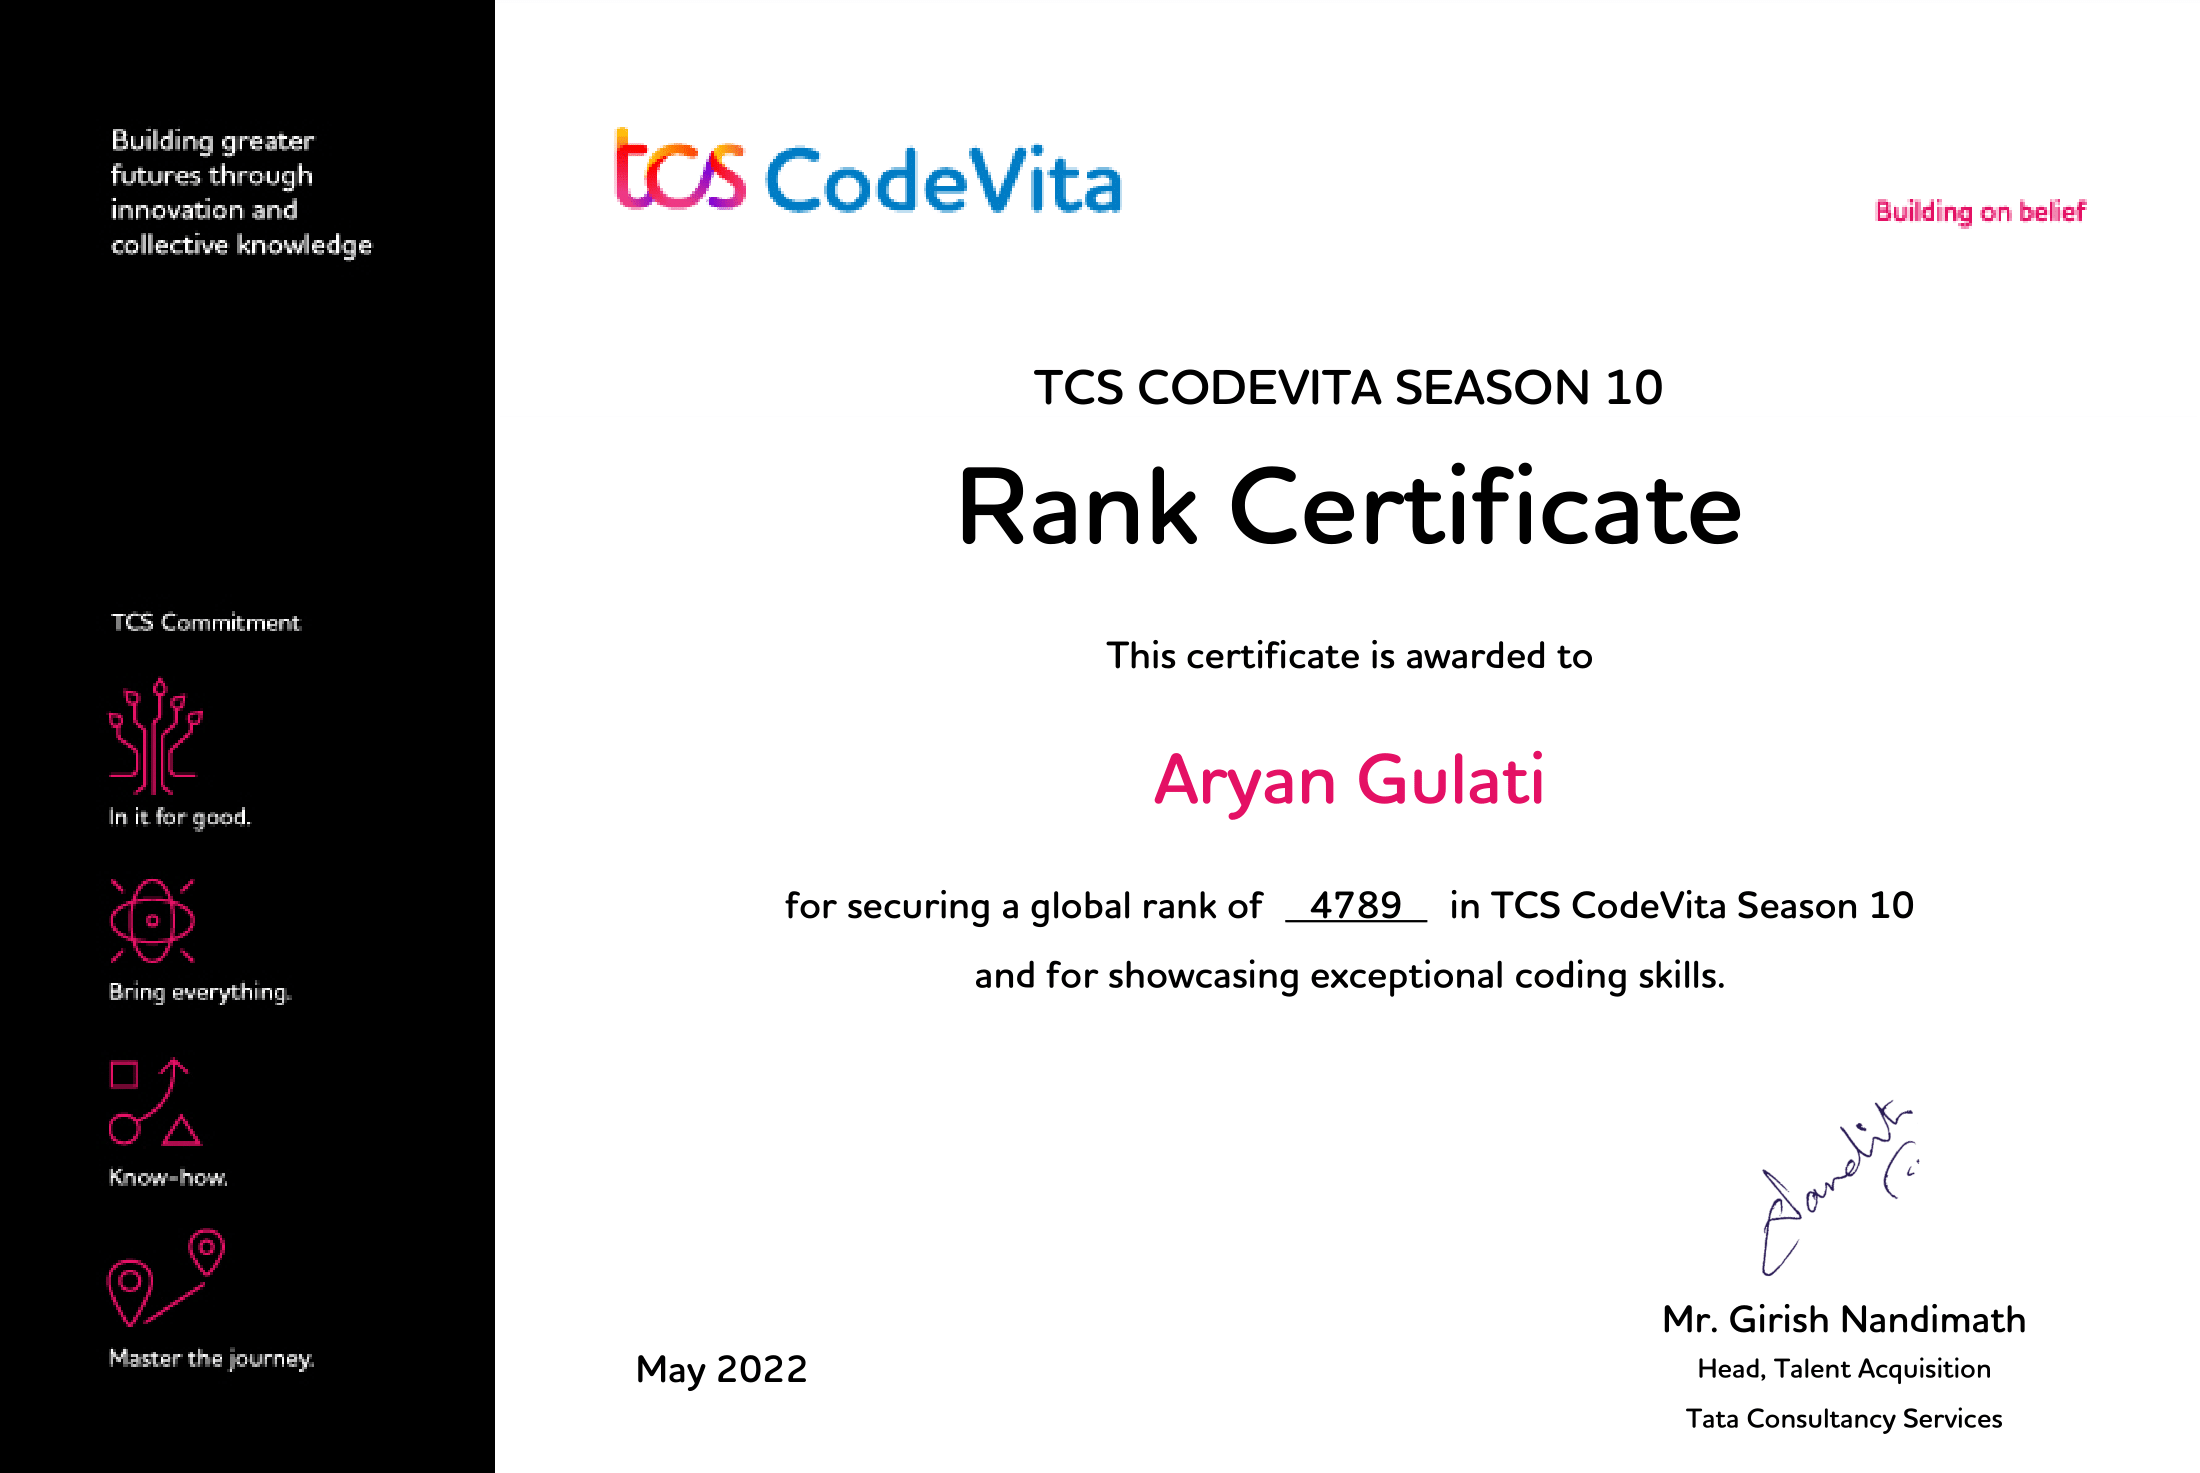 Building greater
futures through
innovation and
collective knowledge
TCS Commitment
In it for good.
Bring everything.
Know-how.
Master the journey.
tcs CodeVita
Building on belief
TCS CODEVITA SEASON 10
Rank Certificate
This certificate is awarded to
Aryan Gulati
for securing a global rank of 4789 in TCS CodeVita Season 10
and for showcasing exceptional coding skills.
May 2022
Mr. Girish Nandimath
Head, Talent Acquisition
Tata Consultancy Services